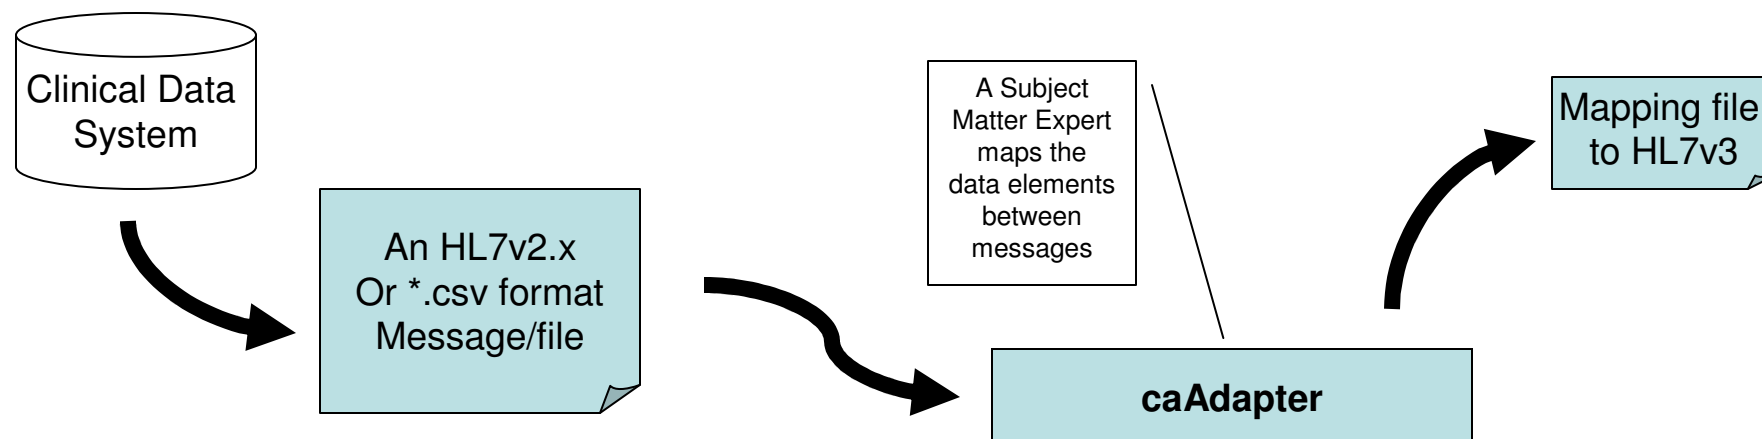 Clinical Data
System
An HL7v2.x
Or *.csv format
Message/file
A Subject
Matter Expert
maps the
data elements
between
messages
caAdapter
Mapping file
to HL7v3